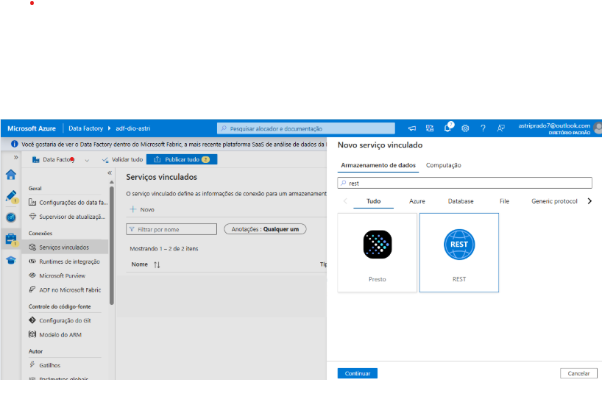 Microsoft Azure
Data Factory
adf-dio-astri
Pesquisar alocador e documentação
7
astriprado7@outlook.com
DIRETÓRIO PADRÃO
Você gostaria de ver o Data Factory dentro do Microsoft Fabric, a mais recente plataforma SaaS de análise de dados da
Data Factory
Validar tudo
Publicar tudo 2
Geral
Configurações do data fa...
Supervisor de atualizaçã...
Conexões
Serviços vinculados
Runtimes de integração
Microsoft Purview
ADF no Microsoft Fabric
Controle do código-fonte
Configuração do Git
Modelo do ARM
Autor
Gatilhos
Parâmetros globais
Serviços vinculados
O serviço vinculado define as informações de conexão para um armazenament
Novo
Filtrar por nome
Anotações : Qualquer um
Mostrando 1 – 2 de 2 itens
Nome
Tip
Novo serviço vinculado
Armazenamento de dados
Computação
rest
Tudo
Azure
Database
File
Generic protocol
Presto
REST
REST
Continuar
Cancelar